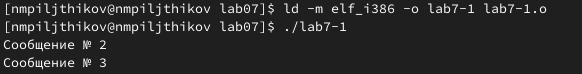 [nmpiljthikov@nmpiljthikov lab07]$ ld -m elf_i386 -o lab7-1 lab7-1.o
[nmpiljthikov@nmpiljthikov lab07]$ ./lab7-1
Сообщение № 2
Сообщение № 3